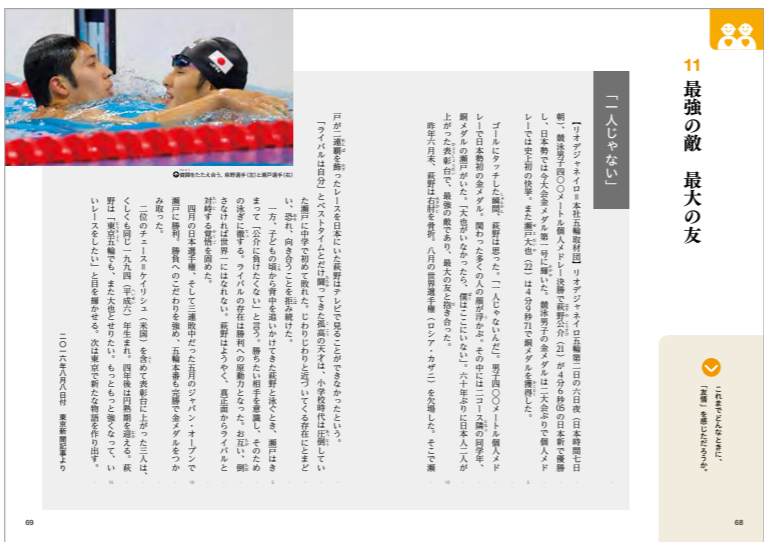 11
最強の敵　最大の友
これまでどんなときに、
「友情」を感じただろうか。
68
「一人じゃない」
【リオデジャネイロ＝本社五輪取材団】リオデジャネイロ五輪第二日の六日夜（日本時間七日
朝）、競泳男子四〇〇メートル個人メドレー決勝で萩野公介（21）が４分６秒05の日本新で優勝
し、日本勢では今大会金メダル第一号に輝いた。競泳男子の金メダルは二大会ぶりで個人メド
レーでは史上初の快挙。また瀬戸大也（22）は４分９秒71で銅メダルを獲得した。
ゴールにタッチした瞬間、萩野は思った。「一人じゃないんだ」。男子四〇〇メートル個人メド
レーで日本勢初の金メダル。関わった多くの人の顔が浮かぶ。その中には二コース隣の同学年、
銅メダルの瀬戸がいた。「大也がいなかったら、僕はここにいない」。六十年ぶりに日本人二人が
上がった表彰台で、最強の敵であり、最大の友と抱き合った。
昨年六月末、萩野は右肘を骨折。八月の世界選手権（ロシア・カザニ）を欠場した。そこで瀬
5
10
健闘をたたえ合う、萩野選手（左）と瀬戸選手（右）
戸が二連覇を飾ったレースを日本にいた萩野はテレビで見ることができなかったという。
「ライバルは自分」とベストタイムとだけ闘ってきた孤高の天才は、小学校時代は圧倒してい
た瀬戸に中学で初めて敗れた。じわりじわりと近づいてくる存在にとまど
い、恐れ、向き合うことを拒み続けた。
一方、子どもの頃から背中を追いかけてきた萩野と泳ぐとき、瀬戸はき
まって「公介に負けたくない」と言う。勝ちたい相手を意識し、そのため
の泳ぎに徹する。ライバルの存在は勝利への原動力となった。お互い、倒
さなければ世界一にはなれない。萩野はようやく、真正面からライバルと
対峙する覚悟を固めた。
四月の日本選手権、そして三連敗中だった五月のジャパン・オープンで
瀬戸に勝利。勝負へのこだわりを強め、五輪本番も完勝で金メダルをつか
み取った。
二位のチェース＝ケイリシュ（米国）を含めて表彰台に上がった三人は、
くしくも同じ一九九四（平成六）年生まれ。四年後は円熟期を迎える。萩
野は「東京五輪でも、また大也とせりたい。もっともっと強くなって、い
いレースをしたい」と目を輝かせる。次は東京で新たな物語を作り出す。
二〇一六年八月八日付　東京新聞記事より
5
10
15
69